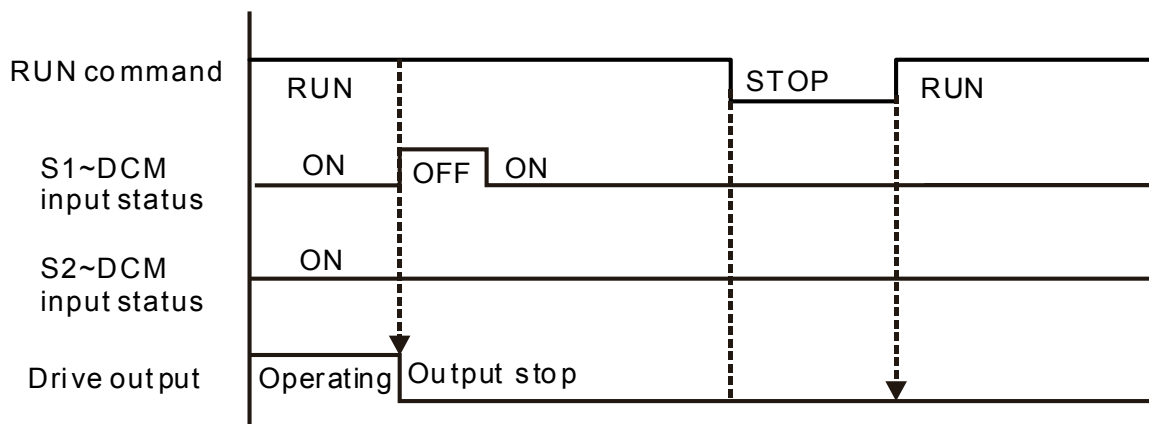 RUN command
RUN
STOP
RUN
S1~DCM
input status
ON
OFF
ON
S2~DCM
input status
ON
Drive output
Operating
Output stop